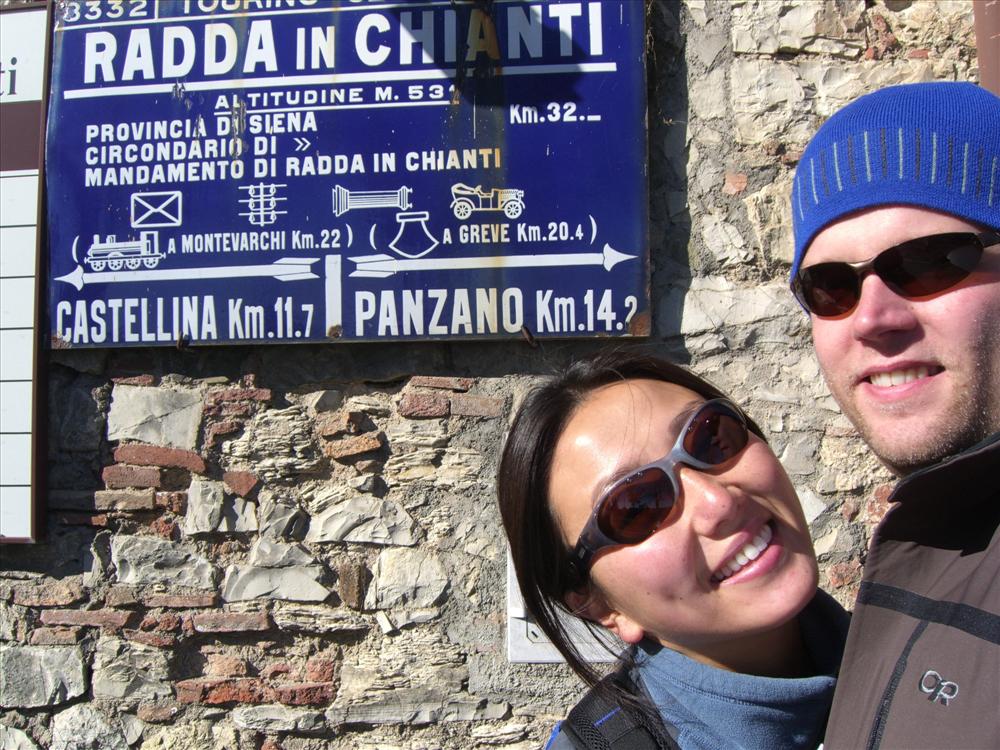 3332 TOURING
RADDA IN CHIANTI
ALTITUDINE M. 531
Km.32._
PROVINCIA DI SIENA
CIRCONDARIO DI »
MANDAMENTO DI RADDA IN CHIANTI
( A MONTEVARCHI Km.22 ) ( A GREVE Km.20.4 )
CASTELLINA Km.11.7 PANZANO Km.14.2
ti
OR